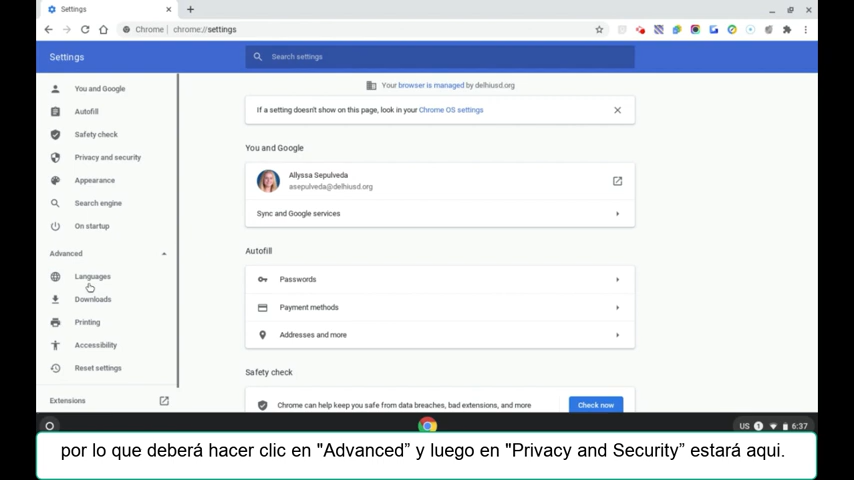 Settings
Chrome | chrome://settings
Settings
Search settings
You and Google
Autofill
Safety check
Privacy and security
Appearance
Search engine
On startup
Advanced
Languages
Downloads
Printing
Accessibility
Reset settings
Extensions
Your browser is managed by delhiusd.org
If a setting doesn't show on this page, look in your Chrome OS settings
You and Google
Allyssa Sepulveda
asepulveda@delhiusd.org
Sync and Google services
Autofill
Passwords
Payment methods
Addresses and more
Safety check
Chrome can help keep you safe from data breaches, bad extensions, and more
Check now
US 1 6:37
por lo que deberá hacer clic en "Advanced” y luego en "Privacy and Security” estará aqui.